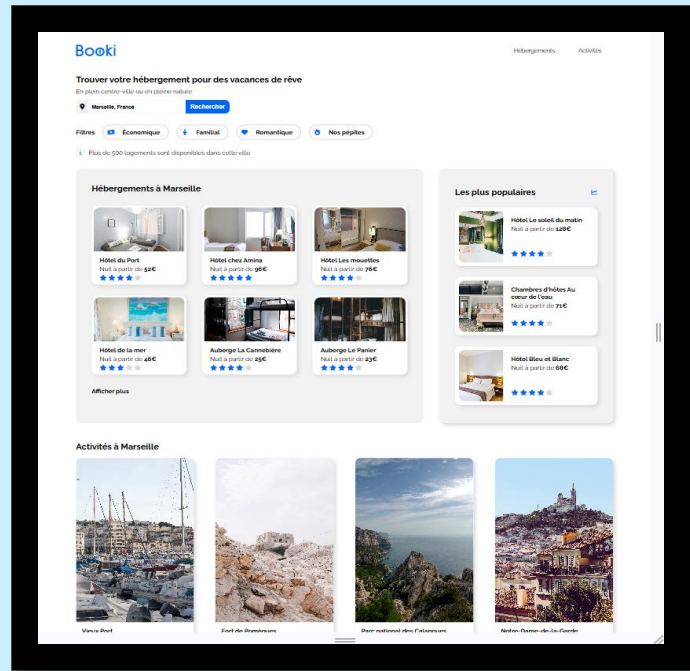 Booki
Hébergements
Activités
Trouver votre hébergement pour des vacances de rêve
En plein centre-ville ou en pleine nature
Marseille, France
Rechercher
Filtres
Économique
Familial
Romantique
Nos pépites
Plus de 500 logements sont disponibles dans cette ville
Hébergements à Marseille
Hôtel du Port
Nuit à partir de 52€
Hôtel chez Amina
Nuit à partir de 96€
Hôtel Les mouettes
Nuit à partir de 76€
Hôtel de la mer
Nuit à partir de 46€
Auberge La Cannebière
Nuit à partir de 25€
Auberge Le Panier
Nuit à partir de 23€
Afficher plus
Les plus populaires
Hôtel Le soleil du matin
Nuit à partir de 128€
Chambres d'hôtes Au
cœur de l'eau
Nuit à partir de 71€
Hôtel Bleu et Blanc
Nuit à partir de 68€
Activités à Marseille
Vieux Port
Fort de Pomègues
Parc national des Calanques
Notre-Dame-de-la-Garde